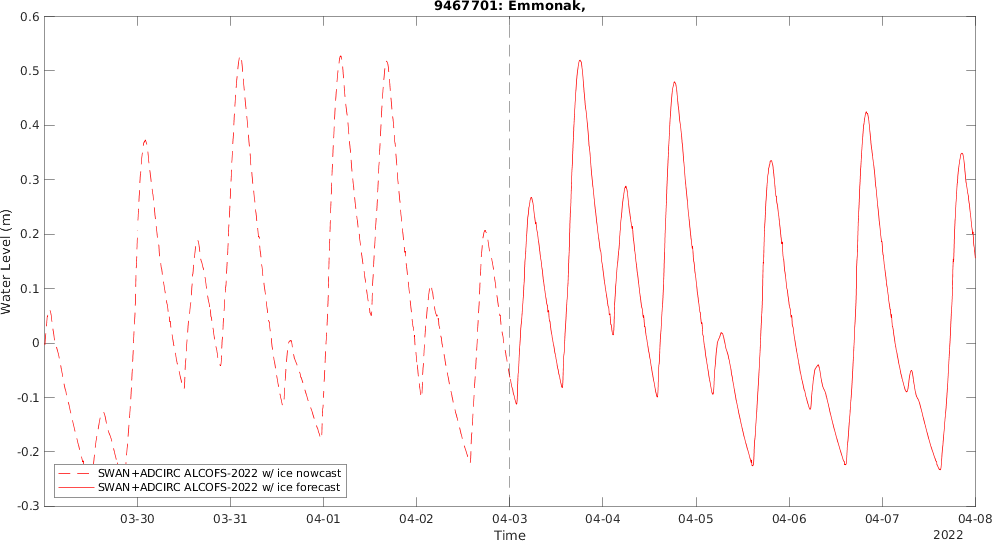 9467701: Emmonak,
0.6
0.5
0.4
0.3
0.2
0.1
0
-0.1
-0.2
-0.3
Water Level (m)
SWAN+ADCIRC ALCOFS-2022 w/ ice nowcast
SWAN+ADCIRC ALCOFS-2022 w/ ice forecast
03-30 03-31 04-01 04-02 04-03 04-04 04-05 04-06 04-07 04-08
Time
2022